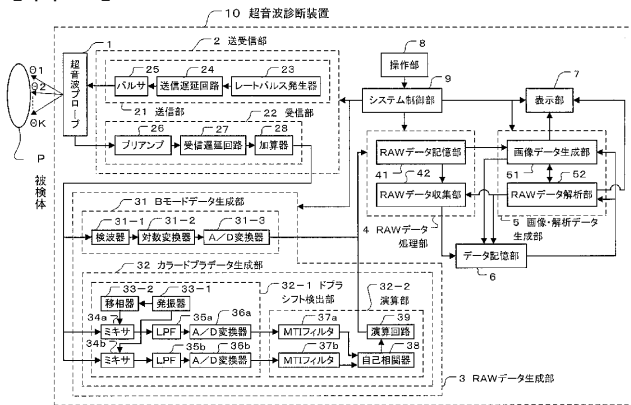 10 超音波診断装置
1
2 送受信部
8
操作部
7
θ1
θ2
θK
超音波プローブ
25
24
23
パルサ
送信遅延回路
レートパルス発生器
9
システム制御部
表示部
21 送信部
22 受信部
26
27
28
プリアンプ
受信遅延回路
加算器
P
被検体
RAWデータ記憶部
41
42
RAWデータ収集部
画像データ生成部
51
52
RAWデータ解析部
31 Bモードデータ生成部
31-1
31-2
31-3
検波器
対数変換器
A/D変換器
4 RAWデータ処理部
5 画像・解析データ生成部
データ記憶部
6
32 カラードプラデータ生成部
33-2
33-1
32-1 ドプラシフト検出部
32-2 演算部
移相器
発振器
34a
35a
36a
37a
39
ミキサ
LPF
A/D変換器
MTIフィルタ
演算回路
34b
35b
36b
37b
38
ミキサ
LPF
A/D変換器
MTIフィルタ
自己相関器
3 RAWデータ生成部